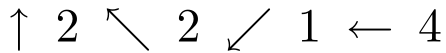 ↑ 2 ↖ 2 ↙ 1 ← 4